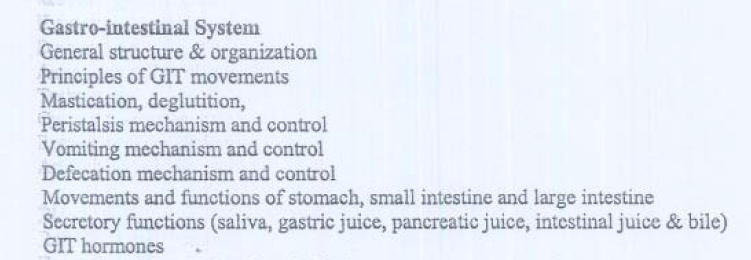 Gastro-intestinal System
General structure & organization
Principles of GIT movements
Mastication, deglutition,
Peristalsis mechanism and control
Vomiting mechanism and control
Defecation mechanism and control
Movements and functions of stomach, small intestine and large intestine
Secretory functions (saliva, gastric juice, pancreatic juice, intestinal juice & bile)
GIT hormones